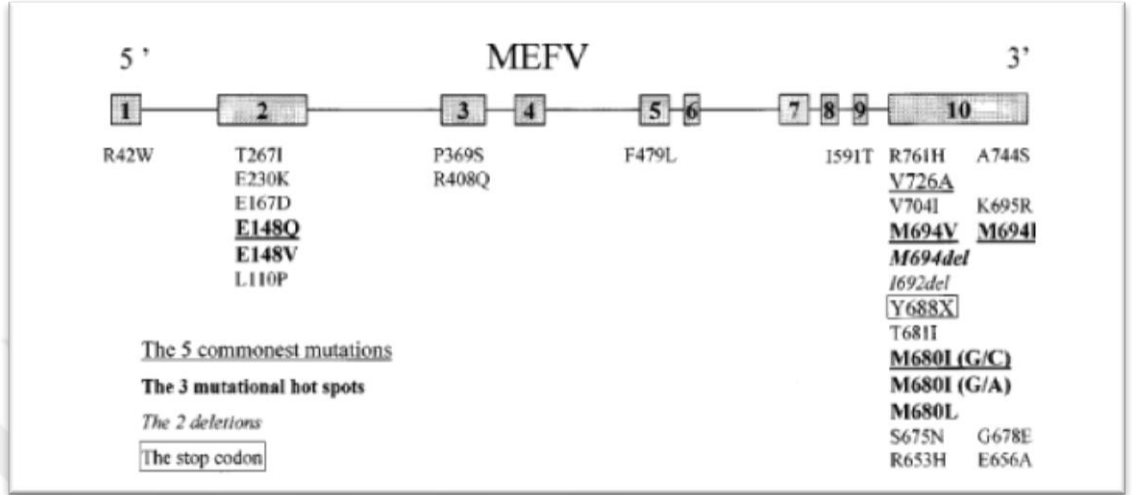 5 ’ MEFV 3’
1 2 3 4 5 6 7 8 9 10
R42W T267I P369S F479L I591T R761H A744S
E230K R408Q V726A
E167D V704I K695R
E148Q M694V M694I
E148V M694del
L110P I692del
Y688X
T681I
The 5 commonest mutations M680I (G/C)
The 3 mutational hot spots M680I (G/A)
M680L
The 2 deletions S675N G678E
The stop codon R653H E656A